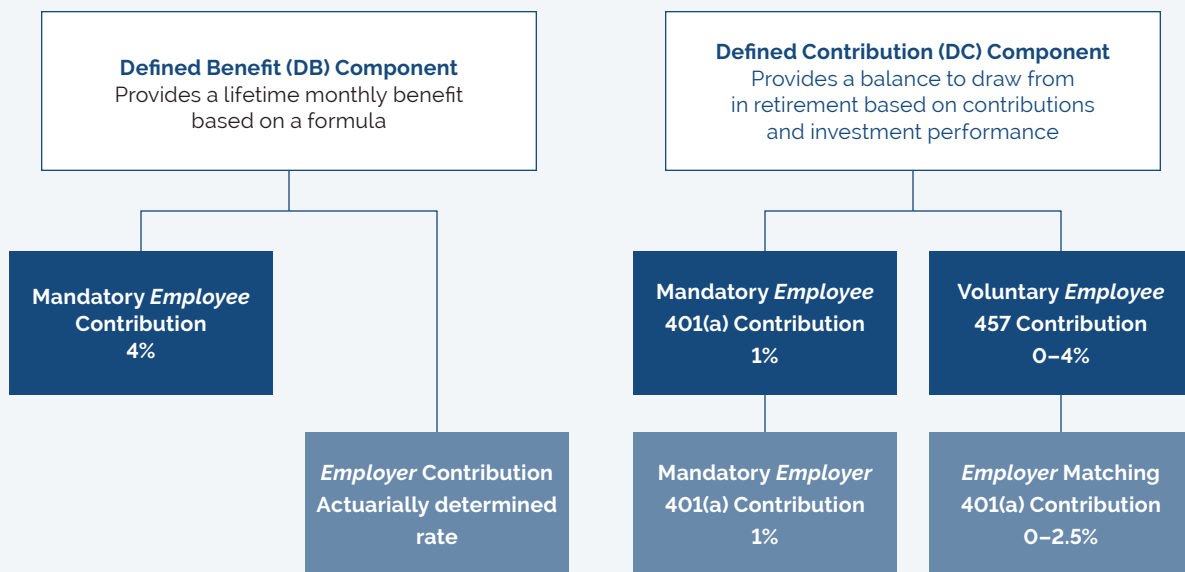 Defined Benefit (DB) Component
Provides a lifetime monthly benefit
based on a formula
Defined Contribution (DC) Component
Provides a balance to draw from
in retirement based on contributions
and investment performance
Mandatory Employee
Contribution
4%
Mandatory Employee
401(a) Contribution
1%
Voluntary Employee
457 Contribution
0–4%
Employer Contribution
Actuarially determined
rate
Mandatory Employer
401(a) Contribution
1%
Employer Matching
401(a) Contribution
0–2.5%